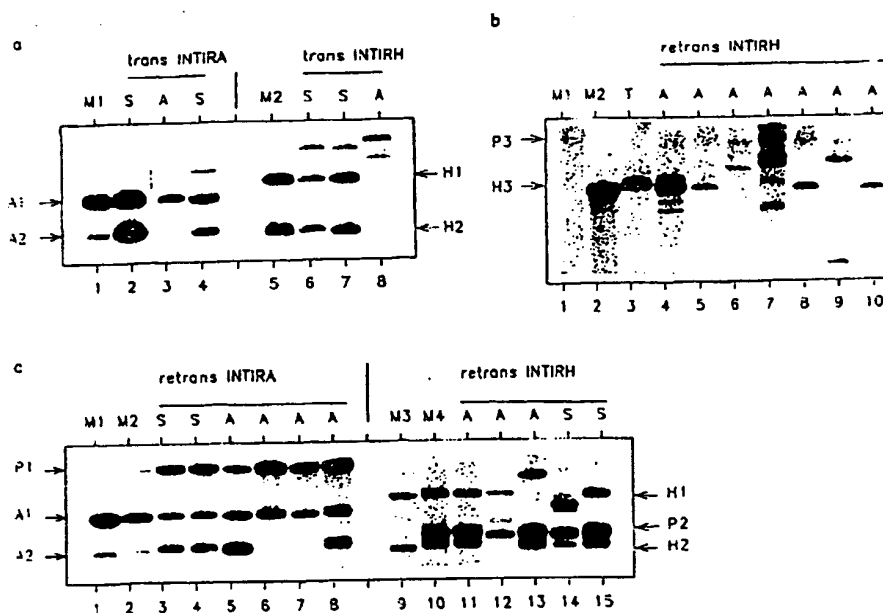 a
trans INTIRA
trans INTIRH
M1 S A S M2 S S A
A1
A2
H1
H2
1 2 3 4 5 6 7 8
b
retrans INTIRH
M1 M2 T A A A A A A A
P3
H3
1 2 3 4 5 6 7 8 9 10
c
retrans INTIRA
retrans INTIRH
M1 M2 S S A A A A M3 M4 A A A S S
P1
A1
A2
H1
P2
H2
1 2 3 4 5 6 7 8 9 10 11 12 13 14 15